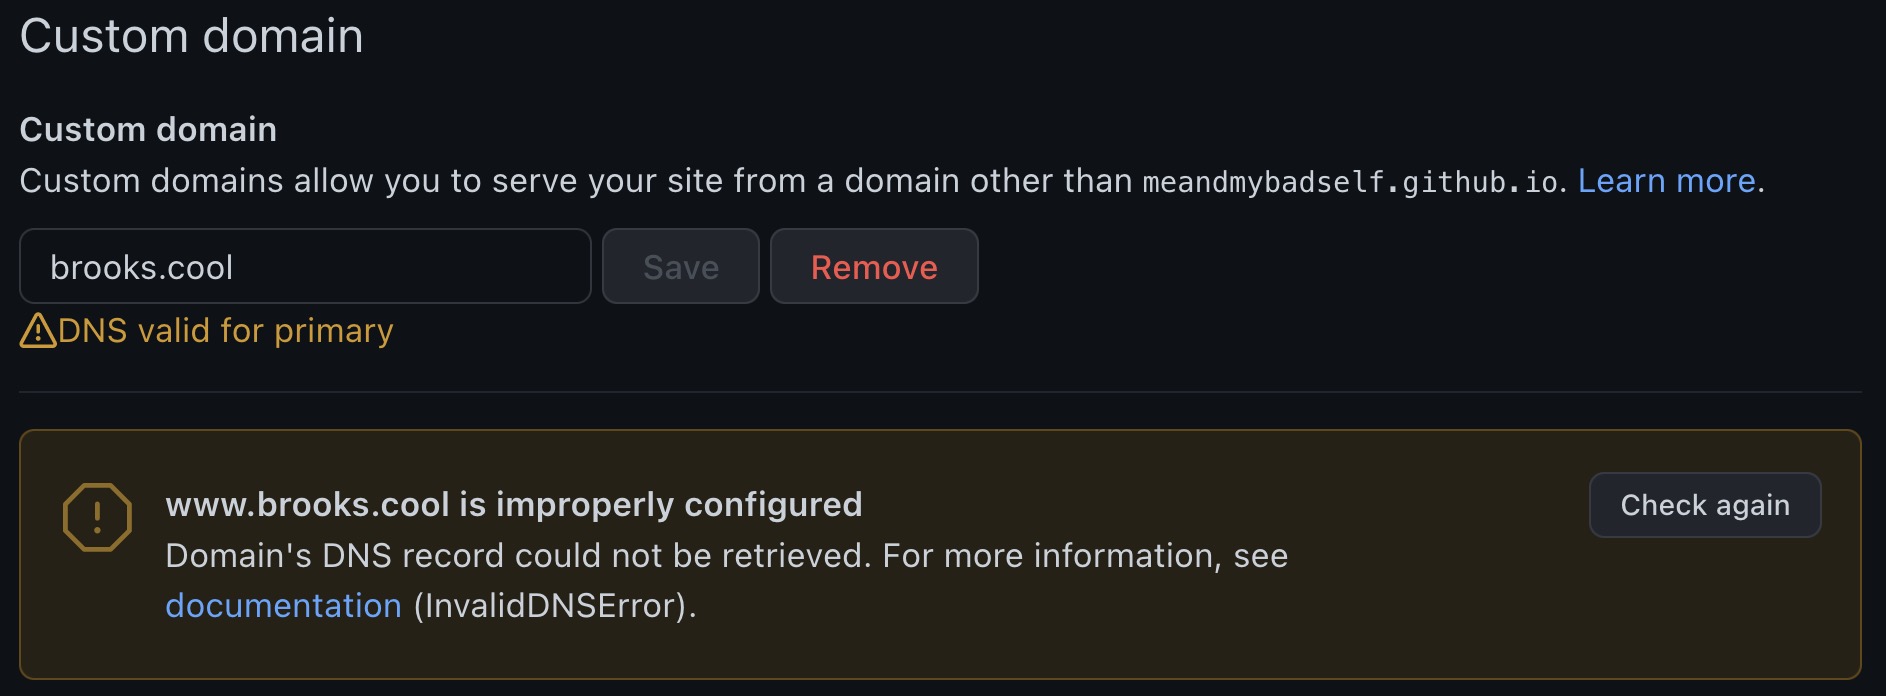 Custom domain
Custom domain
Custom domains allow you to serve your site from a domain other than meandmybadself.github.io. Learn more.
brooks.cool
Save
Remove
DNS valid for primary
www.brooks.cool is improperly configured
Check again
Domain's DNS record could not be retrieved. For more information, see
documentation (InvalidDNSError).